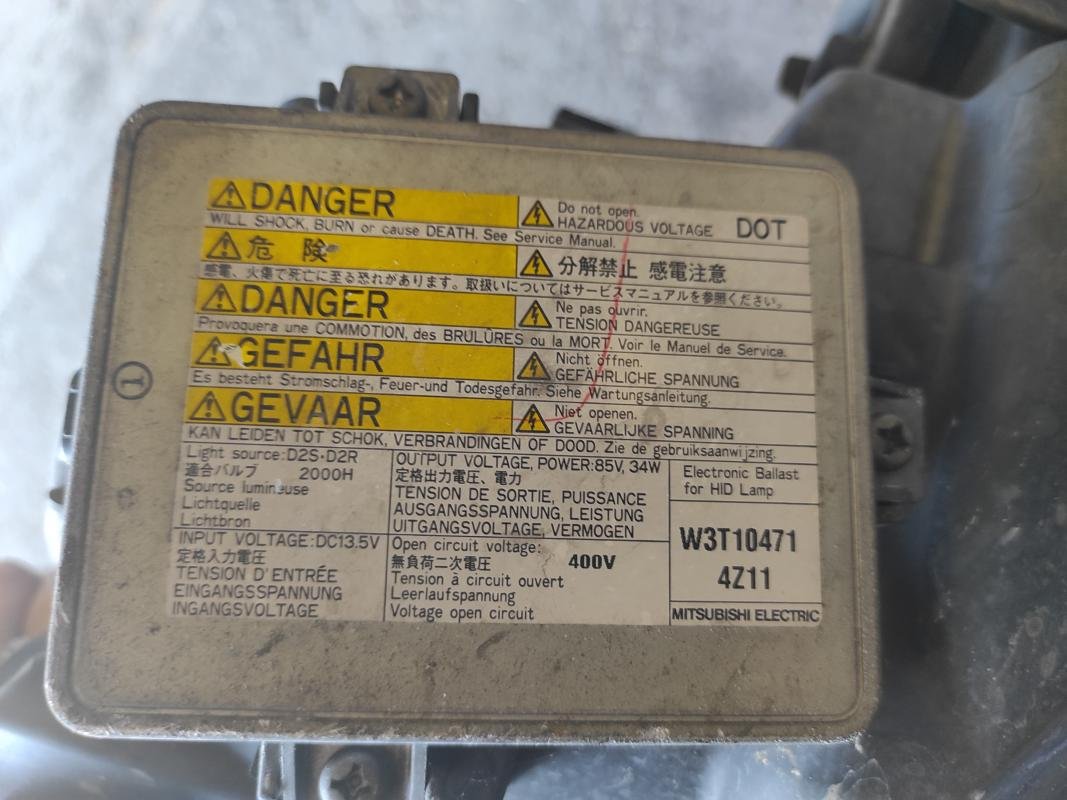 DANGER
Do not open.
HAZARDOUS VOLTAGE DOT
WILL SHOCK, BURN or cause DEATH. See Service Manual.
危険
分解禁止 感電注意
感電、火傷で死亡に至る恐れがあります。取扱いについてはサービスマニュアルを参照ください。
DANGER
Ne pas ouvrir.
TENSION DANGEREUSE
Provoquera une COMMOTION, des BRULÛRES ou la MORT. Voir le Manuel de Service.
GEFAHR
Nicht öffnen.
GEFÄHRLICHE SPANNUNG
Es besteht Stromschlag-, Feuer-und Todesgefahr. Siehe Wartungsanleitung.
GEVAAR
Niet openen.
GEVAARLIJKE SPANNING
KAN LEIDEN TOT SCHOK, VERBRANDINGEN OF DOOD. Zie de gebruiksaanwijzing.
Light source:D2S·D2R
適合バルブ 2000H
Source lumineuse
Lichtquelle
Lichtbron
OUTPUT VOLTAGE, POWER:85V, 34W
定格出力電圧、電力
TENSION DE SORTIE, PUISSANCE
AUSGANGSSPANNUNG, LEISTUNG
UITGANGSVOLTAGE, VERMOGEN
Electronic Ballast
for HID Lamp
INPUT VOLTAGE:DC13.5V
定格入力電圧
TENSION D'ENTRÉE
EINGANGSSPANNUNG
INGANGSVOLTAGE
Open circuit voltage:
無負荷二次電圧 400V
Tension à circuit ouvert
Leerlaufspannung
Voltage open circuit
W3T10471
4Z11
MITSUBISHI ELECTRIC
1